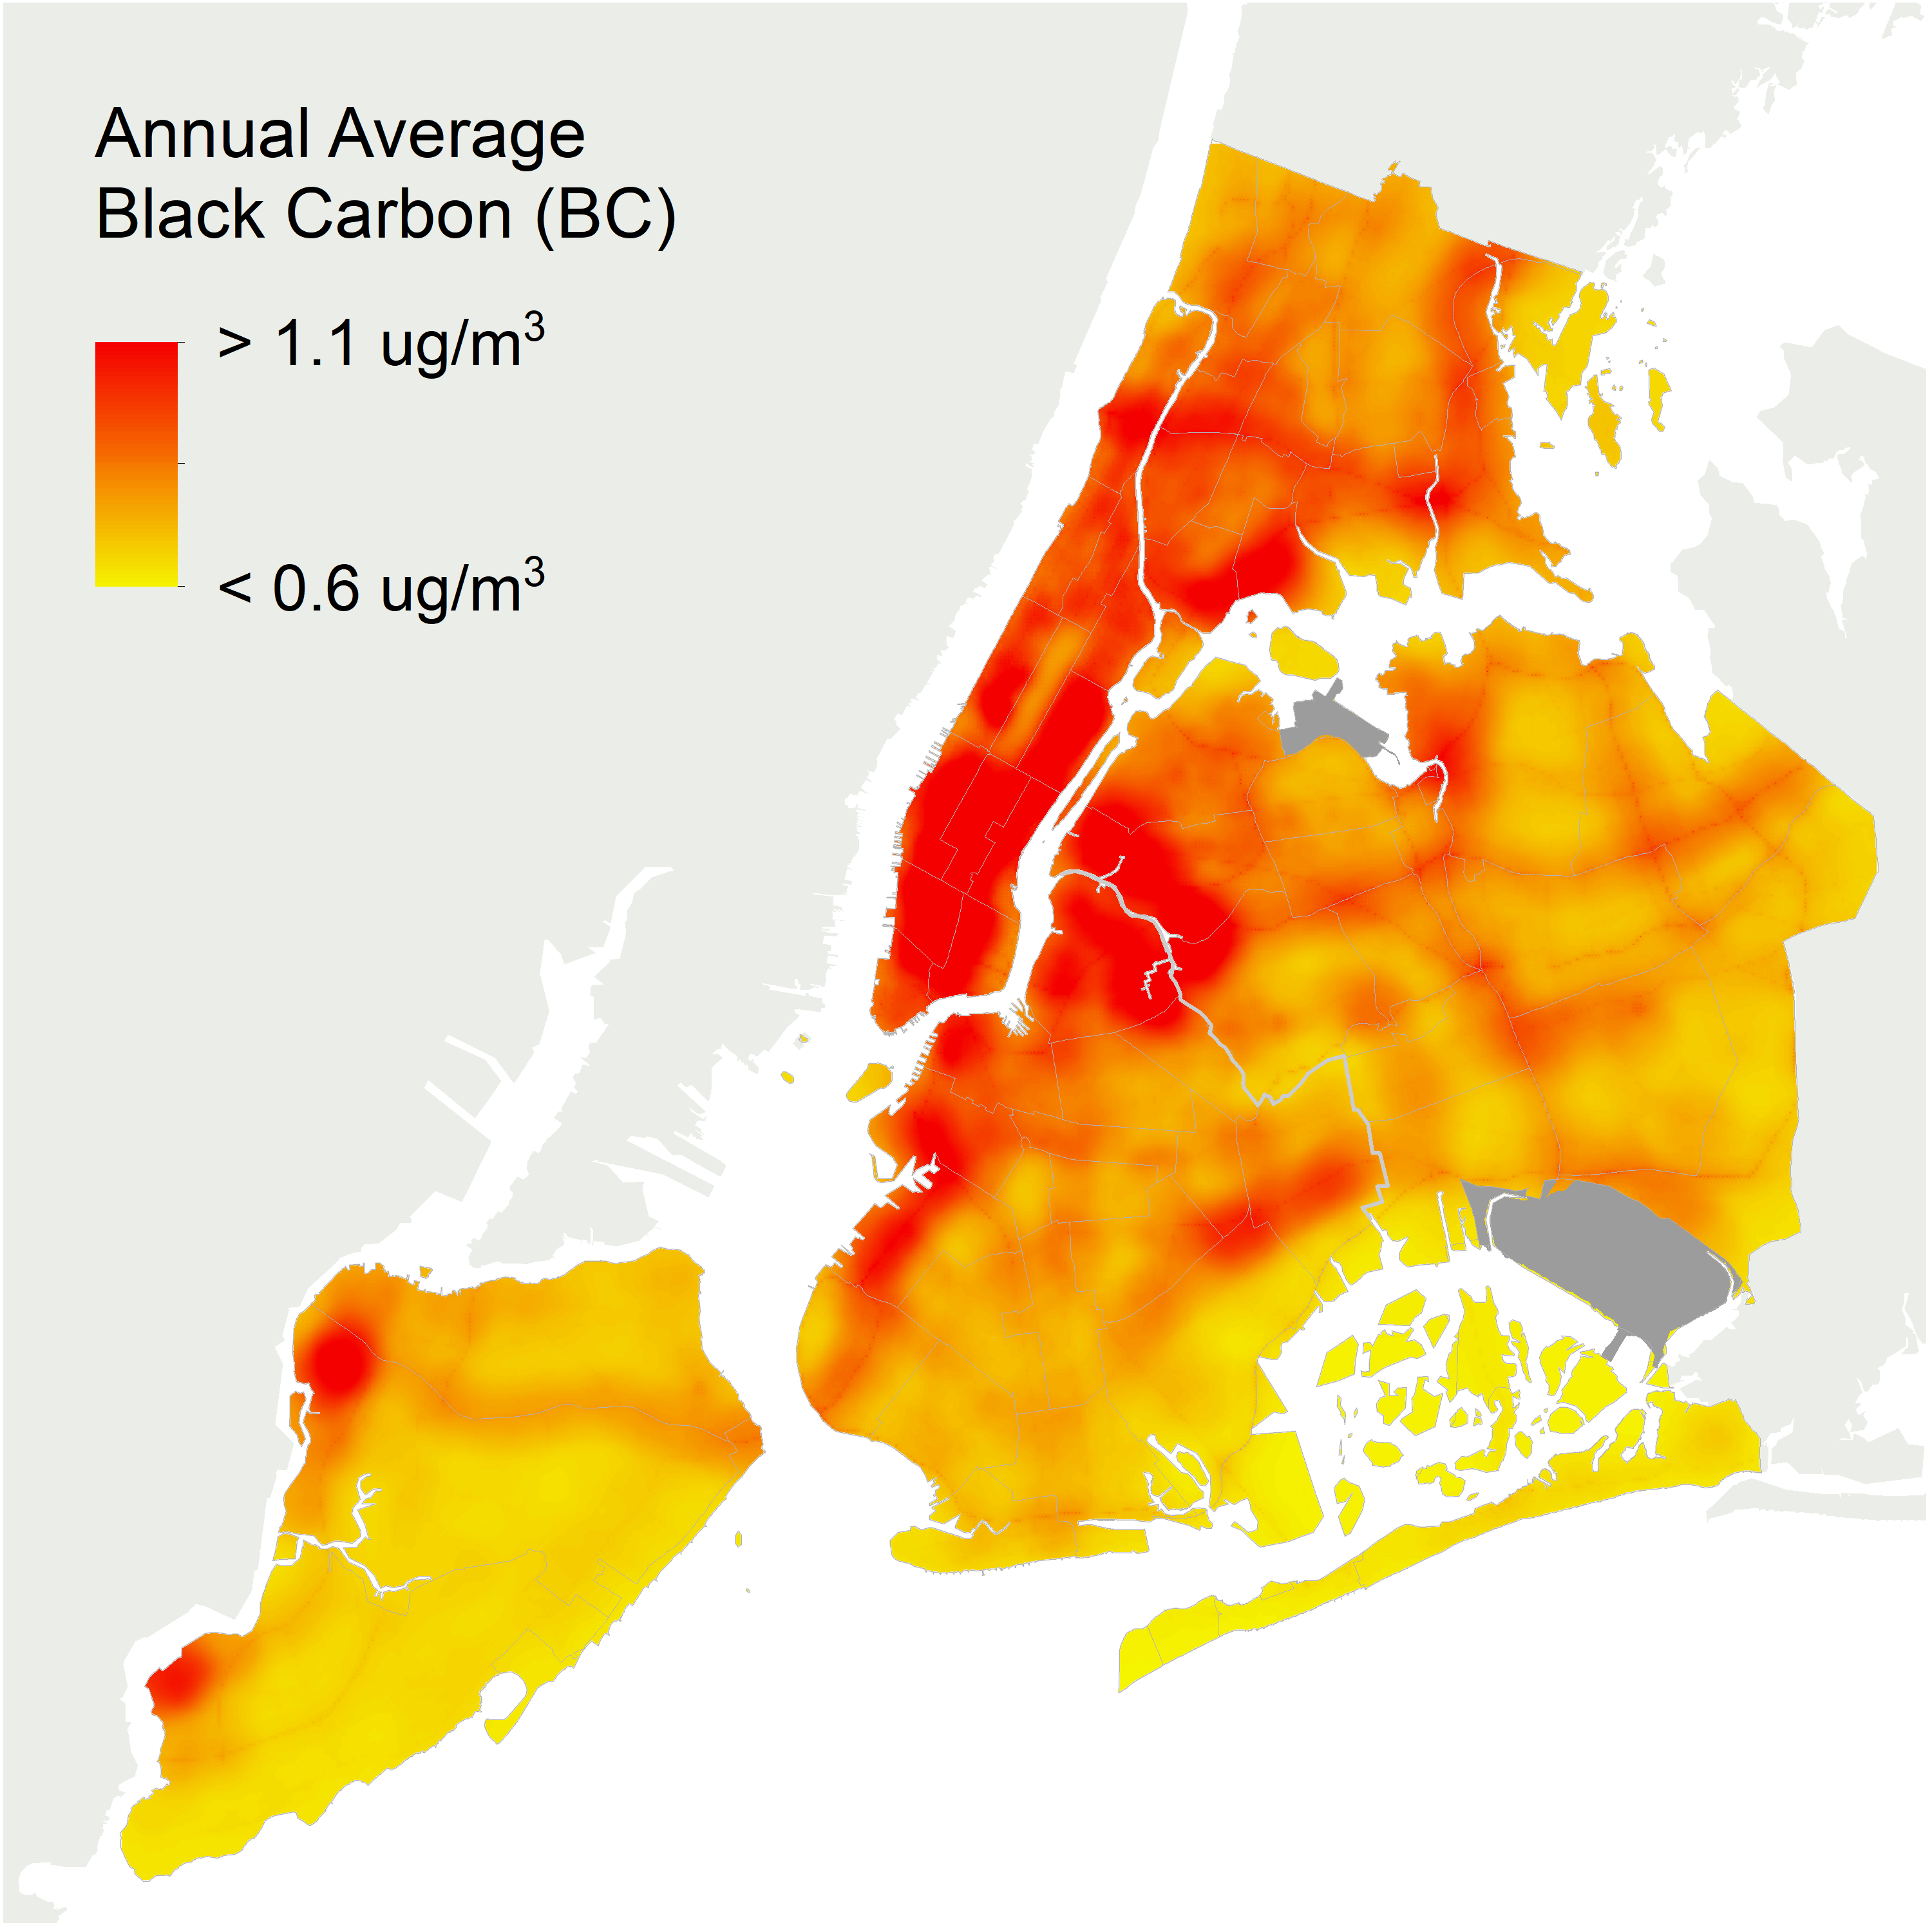 Annual Average
Black Carbon (BC)
> 1.1 ug/m³
< 0.6 ug/m³